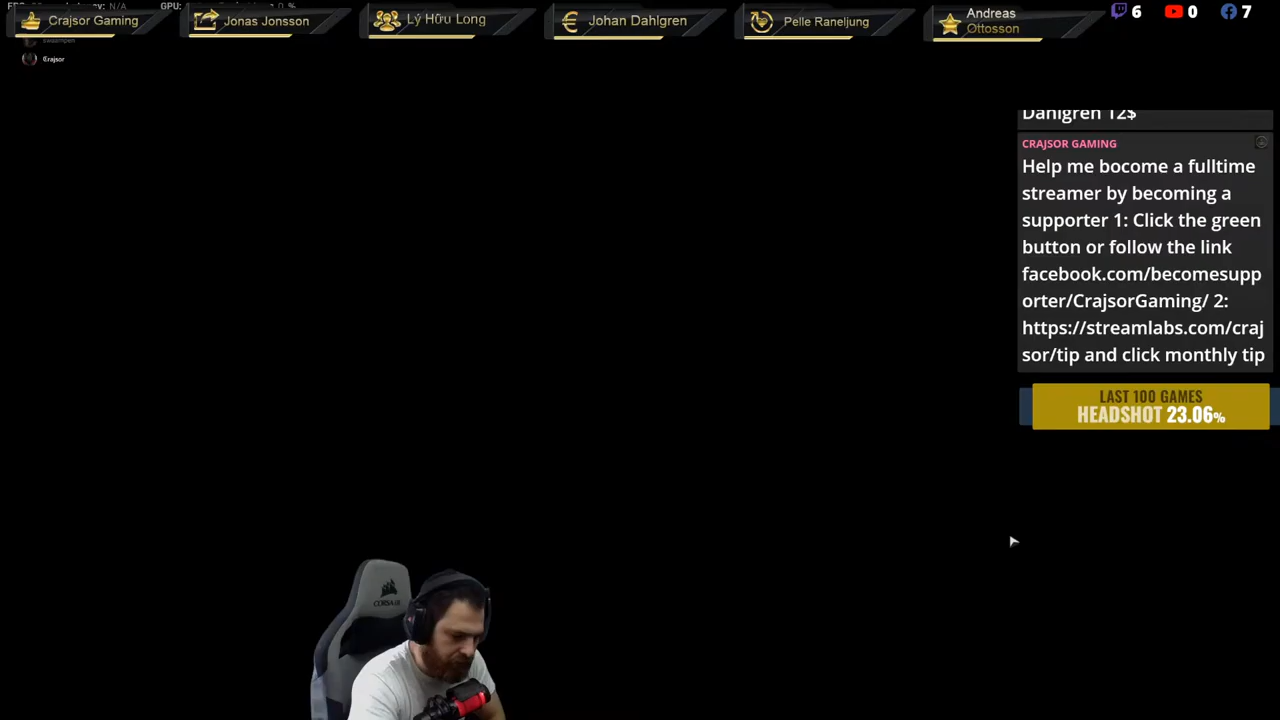 Crajsor Gaming
Jonas Jonsson
Lý Hữu Long
Johan Dahlgren
Pelle Raneljung
Andreas
Ottosson
6
0
7
Crajsor
Dahlgren 12$
CRAJSOR GAMING
Help me bocome a fulltime
streamer by becoming a
supporter 1: Click the green
button or follow the link
facebook.com/becomesupp
orter/CrajsorGaming/ 2:
https://streamlabs.com/craj
sor/tip and click monthly tip
LAST 100 GAMES
HEADSHOT 23.06%
CORSAIR